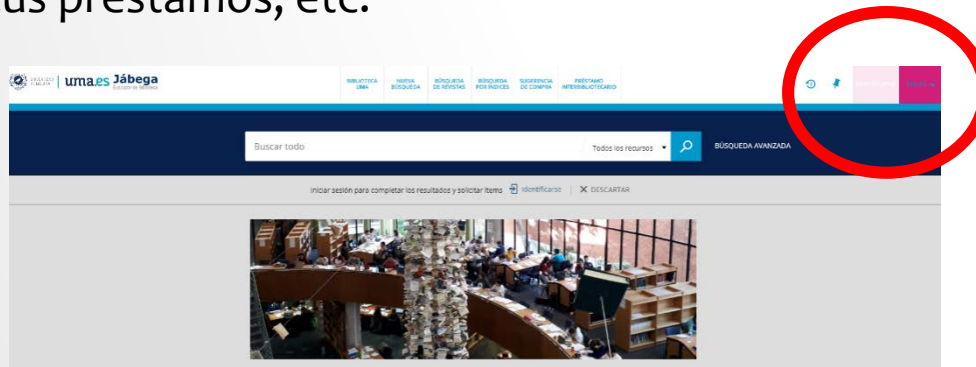 tus préstamos, etc.
uma.es Jábega
BIBLIOTECA UMA
NUEVA BÚSQUEDA
BÚSQUEDA DE REVISTAS
BÚSQUEDA POR ÍNDICES
SUGERENCIA DE COMPRA
PRÉSTAMO INTERBIBLIOTECARIO
Buscar todo
Todos los recursos
BÚSQUEDA AVANZADA
Iniciar sesión para completar los resultados y solicitar ítems
Identificarse
DESCARTAR